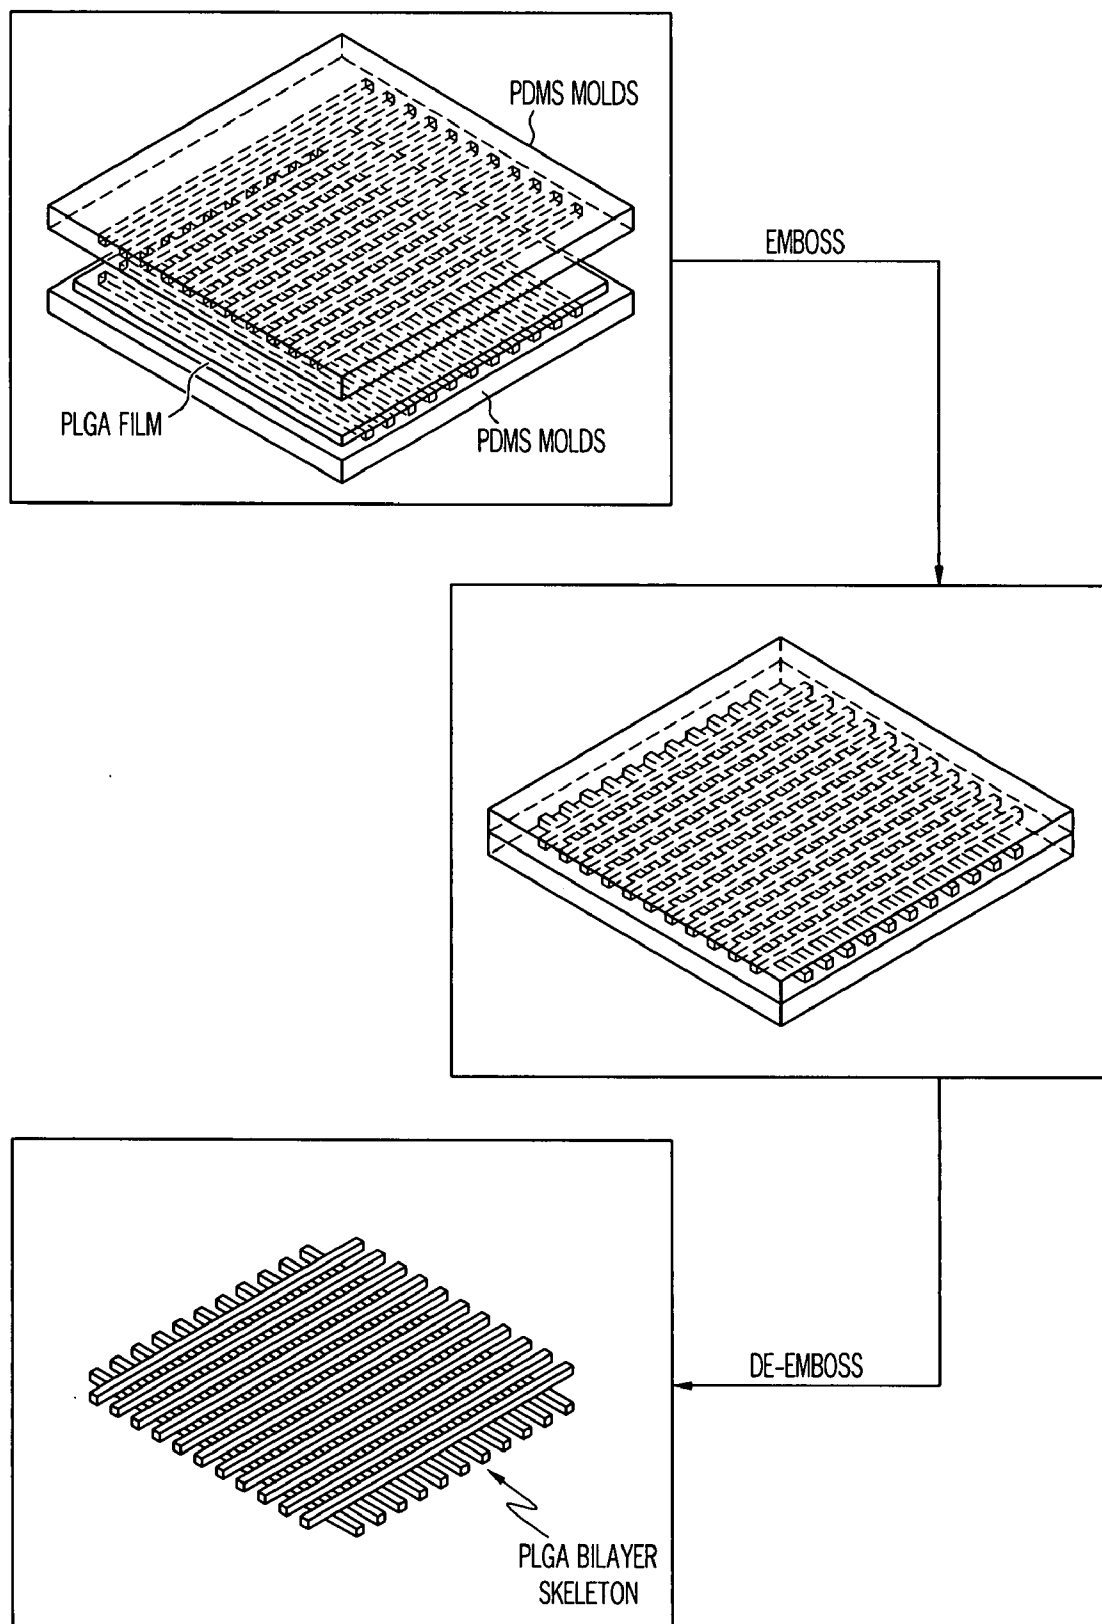 PDMS MOLDS
EMBOSS
PLGA FILM
PDMS MOLDS
DE-EMBOSS
PLGA BILAYER
SKELETON